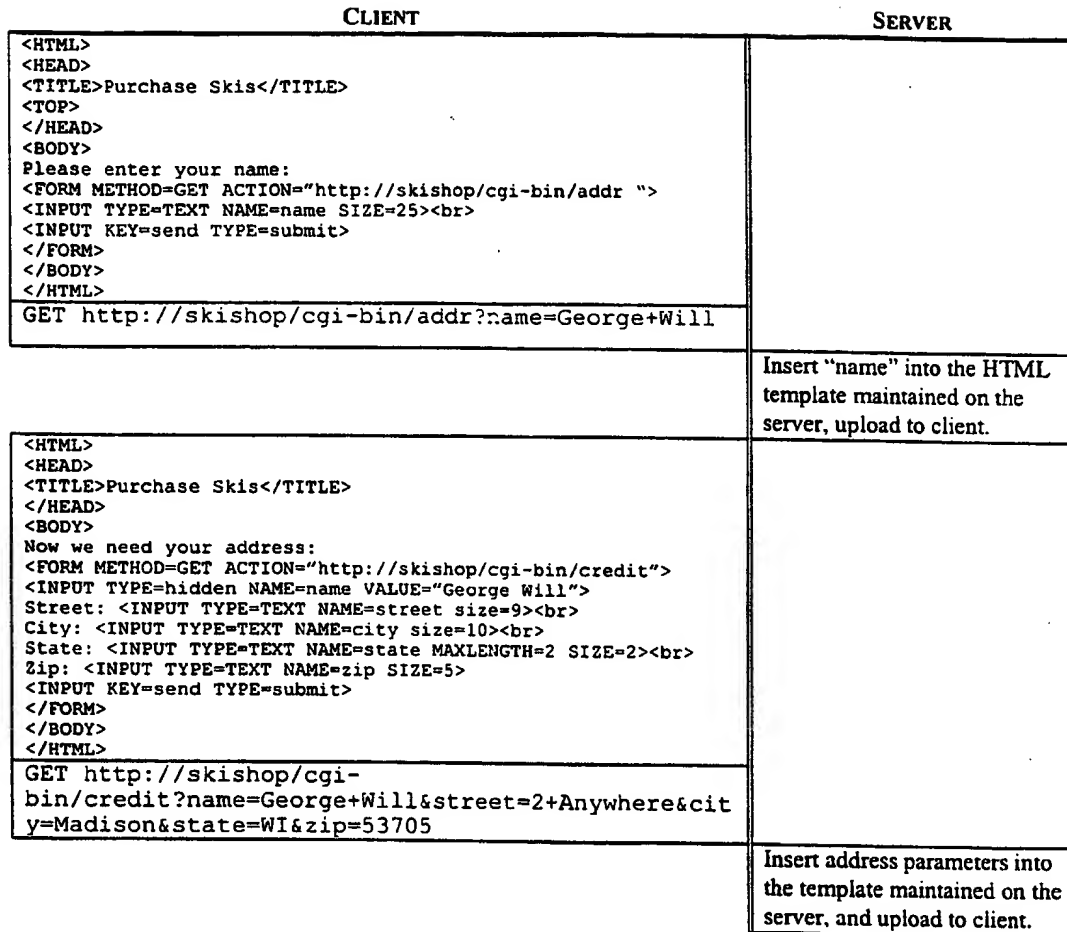 CLIENT
SERVER
<HTML>
<HEAD>
<TITLE>Purchase Skis</TITLE>
<TOP>
</HEAD>
<BODY>
Please enter your name:
<FORM METHOD=GET ACTION="http://skishop/cgi-bin/addr ">
<INPUT TYPE=TEXT NAME=name SIZE=25><br>
<INPUT KEY=send TYPE=submit>
</FORM>
</BODY>
</HTML>
GET http://skishop/cgi-bin/addr?name=George+Will
Insert "name" into the HTML
template maintained on the
server, upload to client.
<HTML>
<HEAD>
<TITLE>Purchase Skis</TITLE>
</HEAD>
<BODY>
Now we need your address:
<FORM METHOD=GET ACTION="http://skishop/cgi-bin/credit">
<INPUT TYPE=hidden NAME=name VALUE="George Will">
Street: <INPUT TYPE=TEXT NAME=street size=9><br>
City: <INPUT TYPE=TEXT NAME=city size=10><br>
State: <INPUT TYPE=TEXT NAME=state MAXLENGTH=2 SIZE=2><br>
Zip: <INPUT TYPE=TEXT NAME=zip SIZE=5>
<INPUT KEY=send TYPE=submit>
</FORM>
</BODY>
</HTML>
GET http://skishop/cgi-
bin/credit?name=George+Will&street=2+Anywhere&cit
y=Madison&state=WI&zip=53705
Insert address parameters into
the template maintained on the
server, and upload to client.